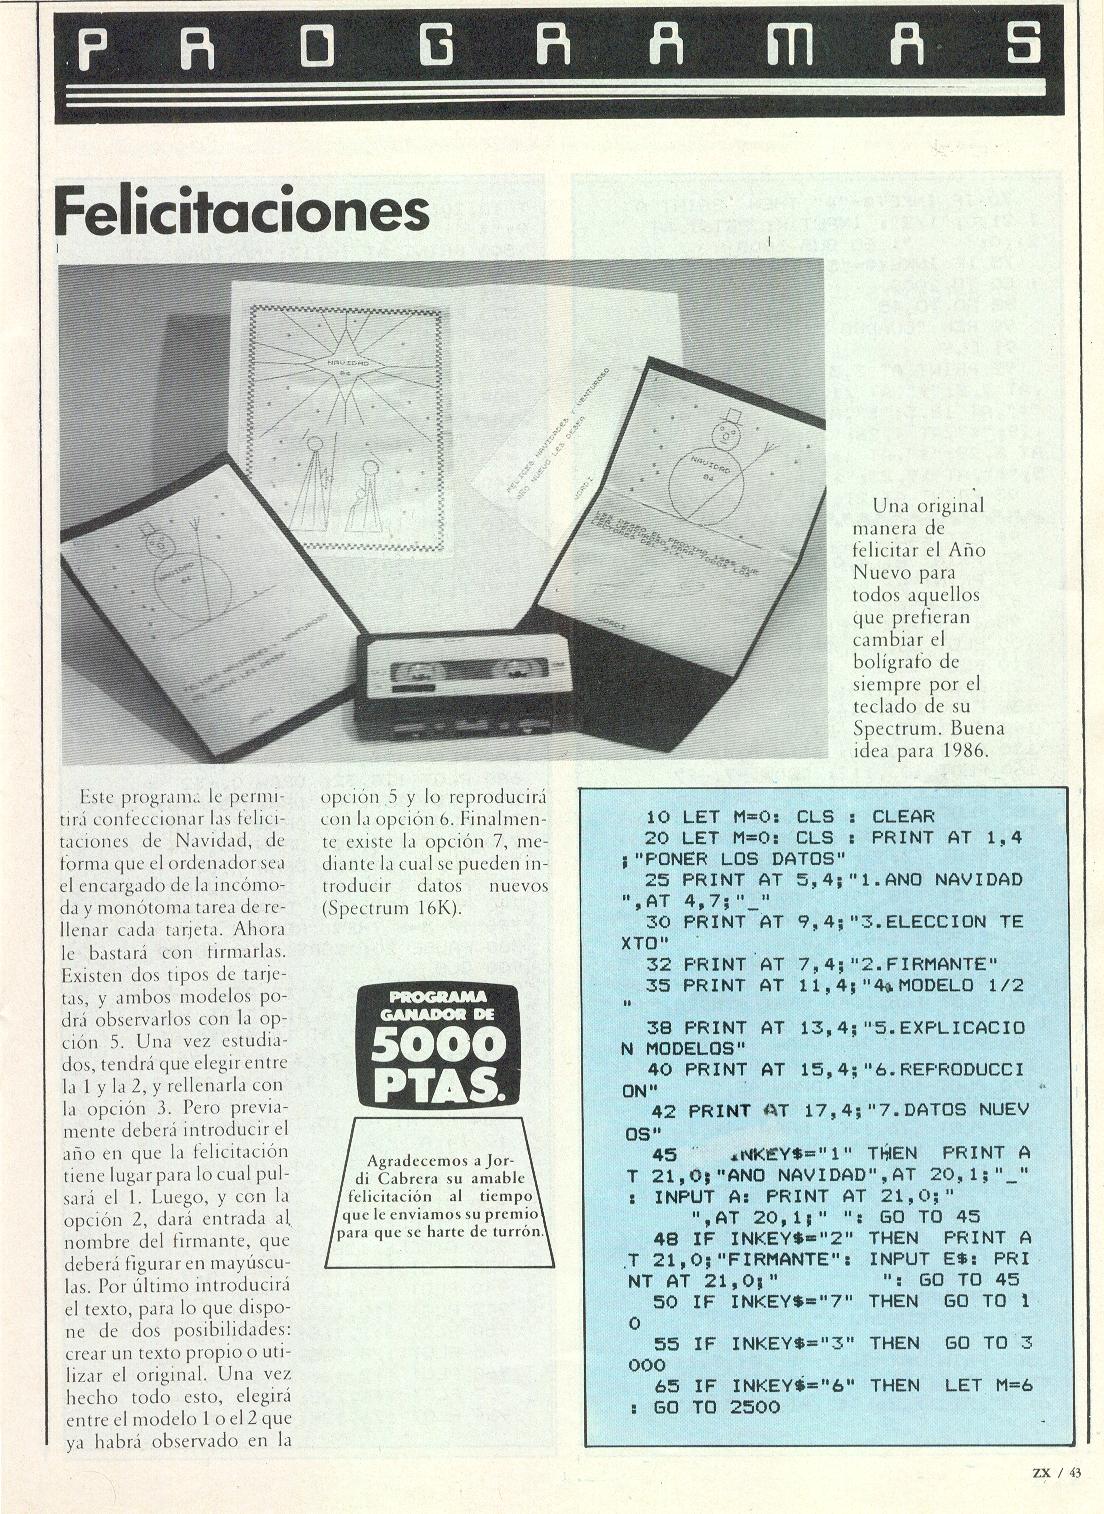 PROGRAMAS
Felicitaciones
NAVIDAD
84
FELICES NAVIDADES Y VENTUROSO
AÑO NUEVO LES DESEA
JORDI
NAVIDAD
84
JORDI
NAVIDAD
84
JORDI
Una original
manera de
felicitar el Año
Nuevo para
todos aquellos
que prefieran
cambiar el
bolígrafo de
siempre por el
teclado de su
Spectrum. Buena
idea para 1986.
Este programa le permi-
tirá confeccionar las felici-
taciones de Navidad, de
forma que el ordenador sea
el encargado de la incómo-
da y monótoma tarea de re-
llenar cada tarjeta. Ahora
le bastará con firmarlas.
Existen dos tipos de tarje-
tas, y ambos modelos po-
drá observarlos con la op-
ción 5. Una vez estudia-
dos, tendrá que elegir entre
la 1 y la 2, y rellenarla con
la opción 3. Pero previa-
mente deberá introducir el
año en que la felicitación
tiene lugar para lo cual pul-
sará el 1. Luego, y con la
opción 2, dará entrada al
nombre del firmante, que
deberá figurar en mayúscu-
las. Por último introducirá
el texto, para lo que dispo-
ne de dos posibilidades:
crear un texto propio o uti-
lizar el original. Una vez
hecho todo esto, elegirá
entre el modelo 1 o el 2 que
ya habrá observado en la
opción 5 y lo reproducirá
con la opción 6. Finalmen-
te existe la opción 7, me-
diante la cual se pueden in-
troducir datos nuevos
(Spectrum 16K).
PROGRAMA
GANADOR DE
5000
PTAS.
Agradecemos a Jor-
di Cabrera su amable
felicitación al tiempo
que le enviamos su premio
para que se harte de turrón.
10 LET M=0: CLS : CLEAR
20 LET M=0: CLS : PRINT AT 1,4
;"PONER LOS DATOS"
25 PRINT AT 5,4;"1.ANO NAVIDAD
",AT 4,7;"_"
30 PRINT AT 9,4;"3.ELECCION TE
XTO"
32 PRINT AT 7,4;"2.FIRMANTE"
35 PRINT AT 11,4;"4.MODELO 1/2
"
38 PRINT AT 13,4;"5.EXPLICACIO
N MODELOS"
40 PRINT AT 15,4;"6.REPRODUCCI
ON"
42 PRINT AT 17,4;"7.DATOS NUEV
OS"
45 INKEY$="1" THEN PRINT A
T 21,0;"ANO NAVIDAD",AT 20,1;"_"
: INPUT A: PRINT AT 21,0;"
",AT 20,1;" ": GO TO 45
48 IF INKEY$="2" THEN PRINT A
T 21,0;"FIRMANTE": INPUT E$: PRI
NT AT 21,0;" ": GO TO 45
50 IF INKEY$="7" THEN GO TO 1
0
55 IF INKEY$="3" THEN GO TO 3
000
65 IF INKEY$="6" THEN LET M=6
: GO TO 2500
ZX / 43